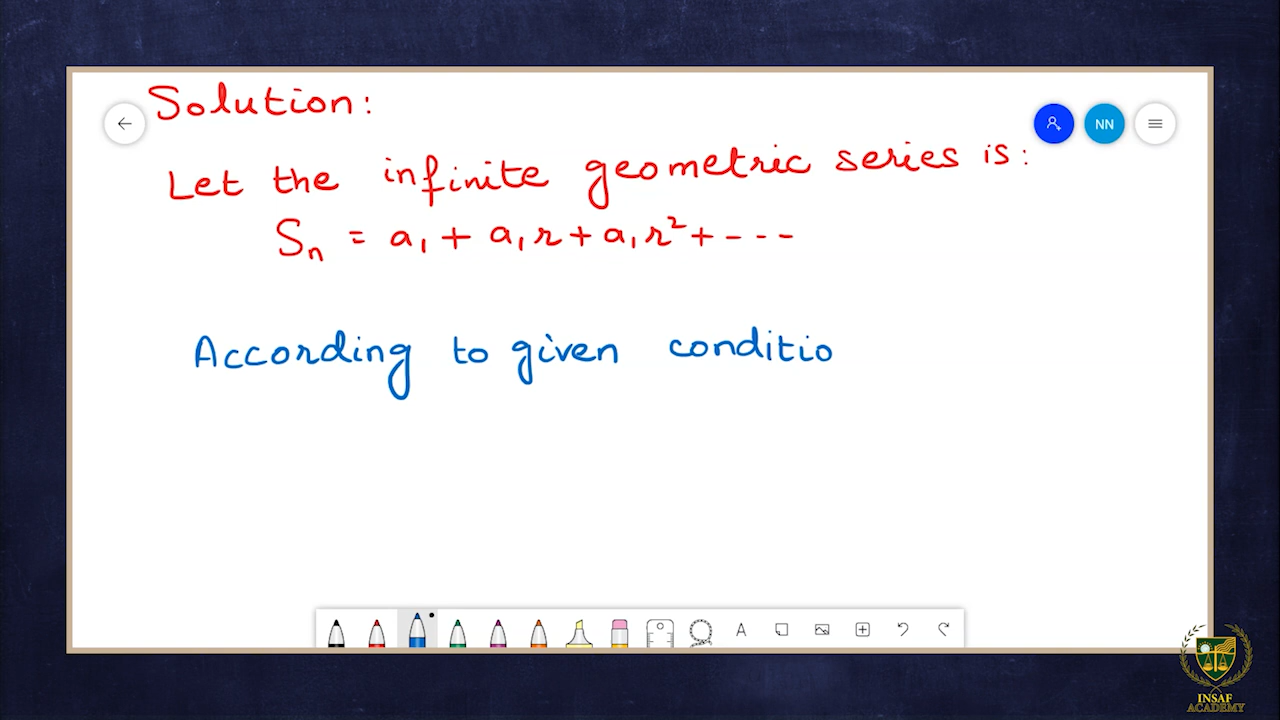 Solution:
NN
Let the infinite geometric series is:
Sₙ = a₁ + a₁r + a₁r² + - - -
According to given conditio
A
INSAF
ACADEMY